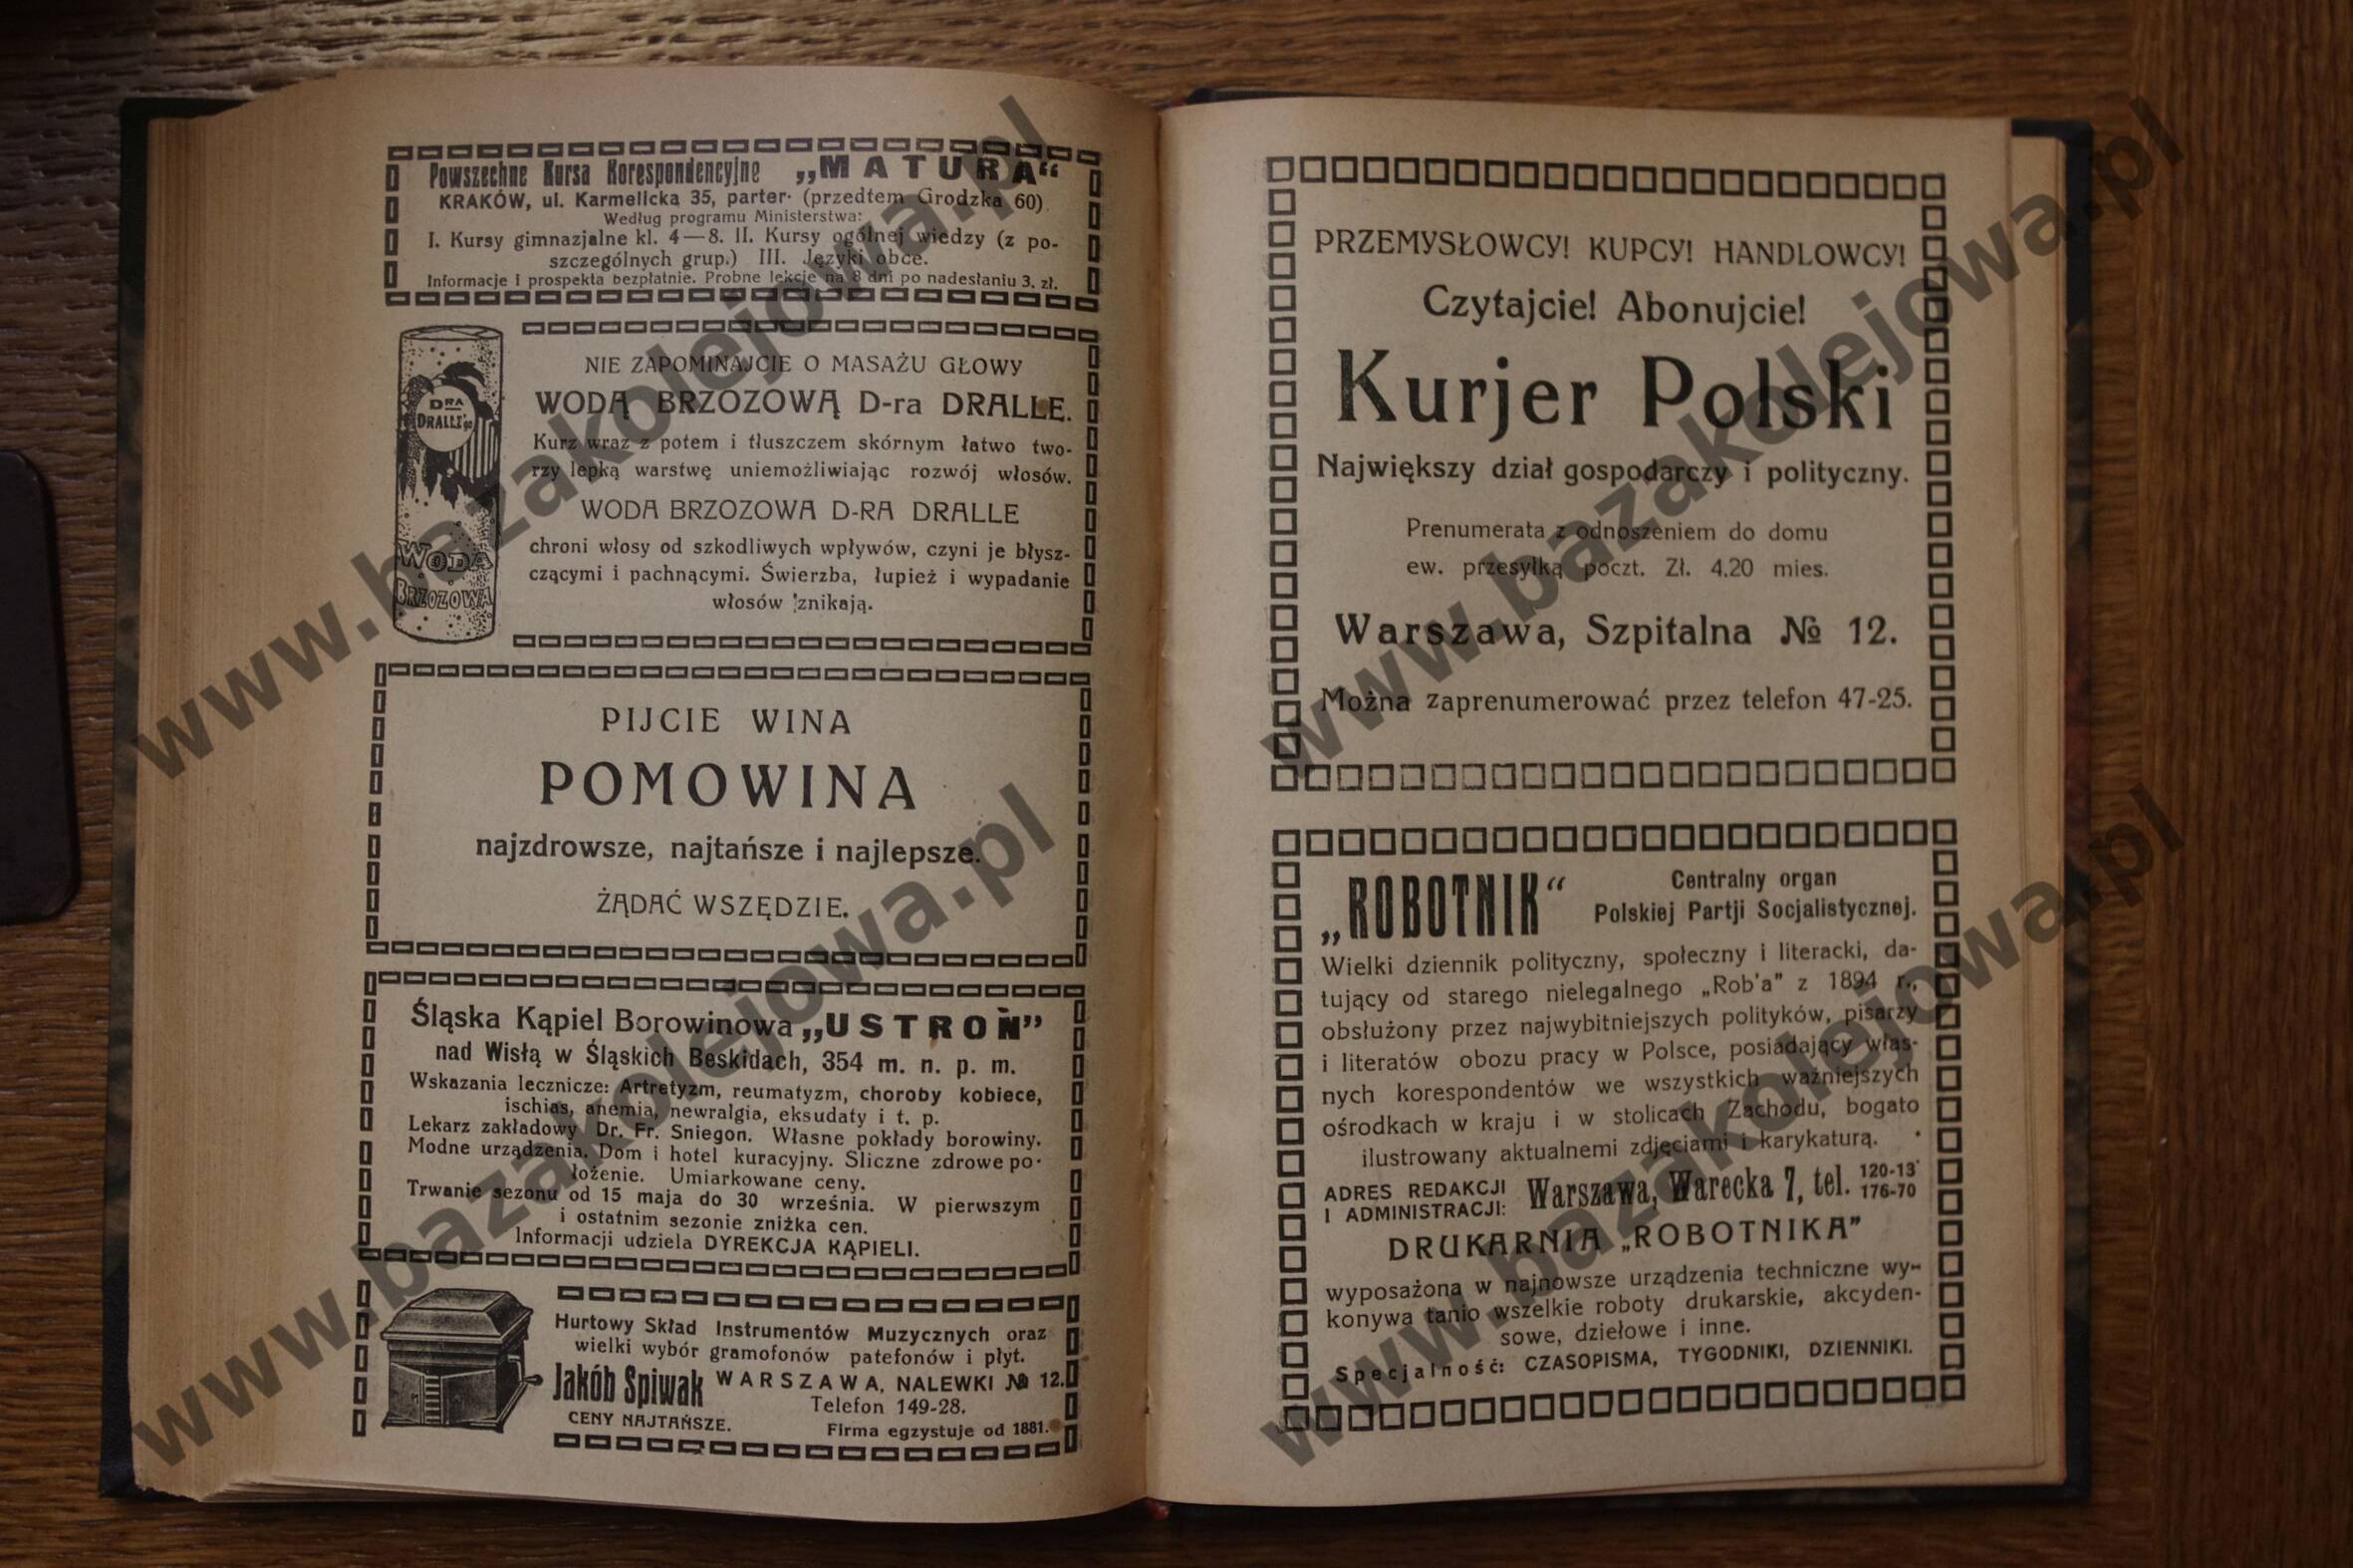 Powszechne Kursa Korespondencyjne „MATURA“
KRAKÓW, ul. Karmelicka 35, parter· (przedtem Grodzka 60)
Według programu Ministerstwa:
I. Kursy gimnazjalne kl. 4—8. II. Kursy ogólnej wiedzy (z po-
szczególnych grup.) III. Języki obce.
Informacje i prospekta bezpłatnie. Probne lekcje na 8 dni po nadesłaniu 3. zł.
DRA
DRALLE'go
WODA
BRZOZOWA
NIE ZAPOMINAJCIE O MASAŻU GŁOWY
WODĄ BRZOZOWĄ D-ra DRALLE.
Kurz wraz z potem i tłuszczem skórnym łatwo two-
rzy lepką warstwę uniemożliwiając rozwój włosów.
WODA BRZOZOWA D-RA DRALLE
chroni włosy od szkodliwych wpływów, czyni je błysz-
czącymi i pachnącymi. Świerzba, łupież i wypadanie
włosów znikają.
PIJCIE WINA
POMOWINA
najzdrowsze, najtańsze i najlepsze.
ŻĄDAĆ WSZĘDZIE.
Śląska Kąpiel Borowinowa „USTROŃ”
nad Wisłą w Śląskich Beskidach, 354 m. n. p. m.
Wskazania lecznicze: Artretyzm, reumatyzm, choroby kobiece,
ischias, anemia, newralgia, eksudaty i t. p.
Lekarz zakładowy Dr. Fr. Sniegon. Własne pokłady borowiny.
Modne urządzenia. Dom i hotel kuracyjny. Sliczne zdrowe po-
łożenie. Umiarkowane ceny.
Trwanie sezonu od 15 maja do 30 września. W pierwszym
i ostatnim sezonie zniżka cen.
Informacji udziela DYREKCJA KĄPIELI.
Hurtowy Skład Instrumentów Muzycznych oraz
wielki wybór gramofonów patefonów i płyt.
Jakób Spiwak WARSZAWA, NALEWKI № 12.
Telefon 149-28.
CENY NAJTAŃSZE. Firma egzystuje od 1881.
PRZEMYSŁOWCY! KUPCY! HANDLOWCY!
Czytajcie! Abonujcie!
Kurjer Polski
Największy dział gospodarczy i polityczny.
Prenumerata z odnoszeniem do domu
ew. przesyłką poczt. Zł. 4.20 mies.
Warszawa, Szpitalna № 12.
Można zaprenumerować przez telefon 47-25.
„ROBOTNIK“ Centralny organ
Polskiej Partji Socjalistycznej.
Wielki dziennik polityczny, społeczny i literacki, da-
tujący od starego nielegalnego „Rob'a” z 1894 r.,
obsłużony przez najwybitniejszych polityków, pisarzy
i literatów obozu pracy w Polsce, posiadający włas-
nych korespondentów we wszystkich ważniejszych
ośrodkach w kraju i w stolicach Zachodu, bogato
ilustrowany aktualnemi zdjęciami i karykaturą.
ADRES REDAKCJI
I ADMINISTRACJI: Warszawa, Warecka 7, tel. 120-13
176-70
DRUKARNIA „ROBOTNIKA”
wyposażona w najnowsze urządzenia techniczne wy-
konywa tanio wszelkie roboty drukarskie, akcyden-
sowe, dziełowe i inne.
Specjalność: CZASOPISMA, TYGODNIKI, DZIENNIKI.
www.bazakolejowa.pl
www.bazakolejowa.pl
www.bazakolejowa.pl
www.bazakolejowa.pl